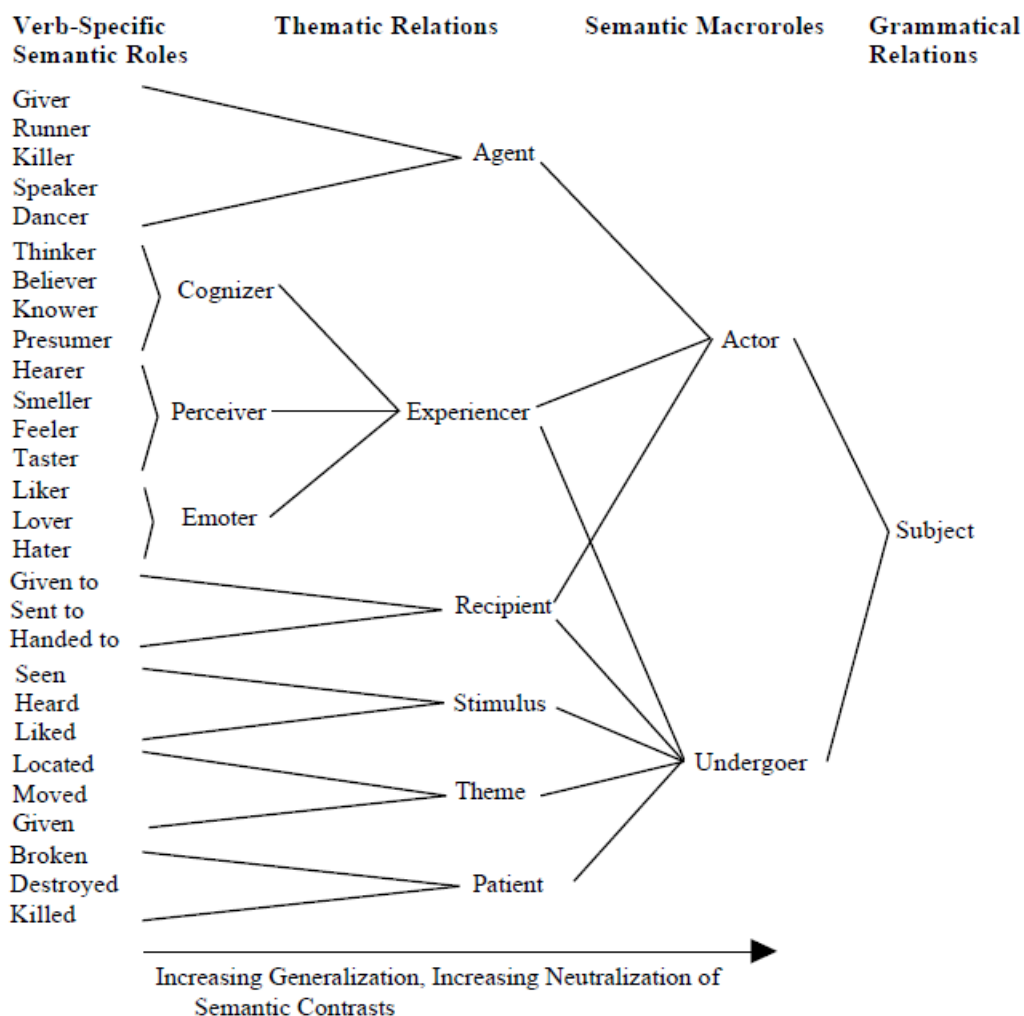 Verb-Specific
Semantic Roles
Thematic Relations
Semantic Macroroles
Grammatical
Relations
Giver
Runner
Killer
Speaker
Dancer
Agent
Thinker
Believer
Knower
Presumer
Cognizer
Hearer
Smeller
Feeler
Taster
Perceiver
Experiencer
Liker
Lover
Hater
Emoter
Given to
Sent to
Handed to
Recipient
Seen
Heard
Liked
Stimulus
Located
Moved
Given
Theme
Broken
Destroyed
Killed
Patient
Actor
Undergoer
Subject
Increasing Generalization, Increasing Neutralization of
Semantic Contrasts